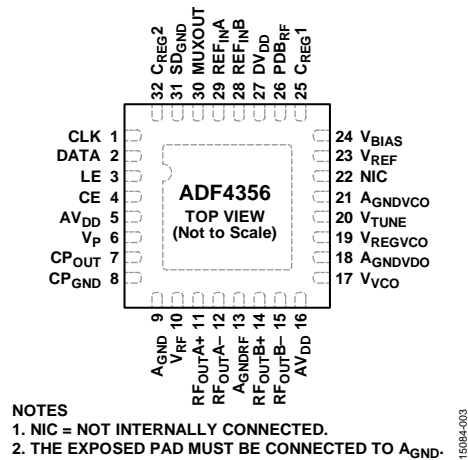 32 CREG2
31 SDGND
30 MUXOUT
29 REFINA
28 REFINB
27 DVDD
26 PDBRF
25 CREG1
CLK 1
DATA 2
LE 3
CE 4
AVDD 5
VP 6
CPOUT 7
CPGND 8
ADF4356
TOP VIEW
(Not to Scale)
24 VBIAS
23 VREF
22 NIC
21 AGNDVCO
20 VTUNE
19 VREGVCO
18 AGNDVDO
17 VVCO
AGND 9
VRF 10
RFOUTA+ 11
RFOUTA− 12
AGNDRF 13
RFOUTB+ 14
RFOUTB− 15
AVDD 16
NOTES
1. NIC = NOT INTERNALLY CONNECTED.
2. THE EXPOSED PAD MUST BE CONNECTED TO AGND.
15084-003